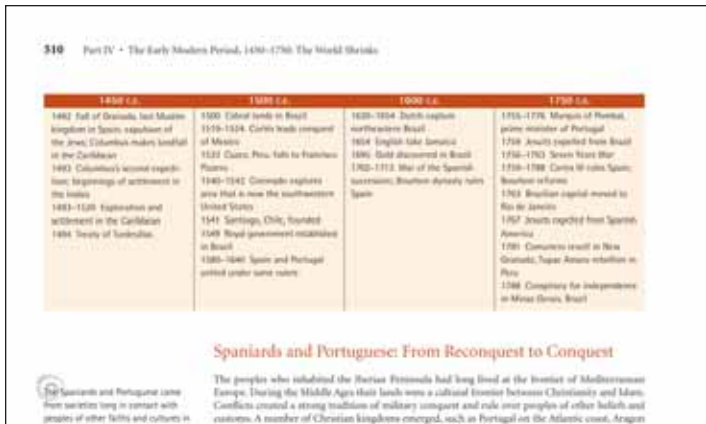 510 Part IV • The Early Modern Period, 1450–1750: The World Shrinks
1450 C.E.
1492 Fall of Granada, last Muslim
kingdom in Spain; expulsion of
the Jews; Columbus makes landfall
in the Caribbean
1493 Columbus's second expedi-
tion; beginnings of settlement in
the Indies
1493–1520 Exploration and
settlement in the Caribbean
1494 Treaty of Tordesillas
1500 C.E.
1500 Cabral lands in Brazil
1519–1524 Cortés leads conquest
of Mexico
1533 Cuzco, Peru, falls to Francisco
Pizarro
1540–1542 Coronado explores
area that is now the southwestern
United States
1541 Santiago, Chile, founded
1549 Royal government established
in Brazil
1580–1640 Spain and Portugal
united under same rulers
1600 C.E.
1630–1654 Dutch capture
northeastern Brazil
1654 English take Jamaica
1695 Gold discovered in Brazil
1702–1713 War of the Spanish
Succession; Bourbon dynasty rules
Spain
1750 C.E.
1755–1776 Marquis of Pombal,
prime minister of Portugal
1759 Jesuits expelled from Brazil
1756–1763 Seven Years War
1759–1788 Carlos III rules Spain;
Bourbon reforms
1763 Brazilian capital moved to
Rio de Janeiro
1767 Jesuits expelled from Spanish
America
1781 Comunero revolt in New
Granada; Tupac Amaru rebellion in
Peru
1788 Conspiracy for independence
in Minas Gerais, Brazil
Spaniards and Portuguese: From Reconquest to Conquest
The Spaniards and Portuguese came
from societies long in contact with
peoples of other faiths and cultures in
The peoples who inhabited the Iberian Peninsula had long lived at the frontier of Mediterranean
Europe. During the Middle Ages their lands were a cultural frontier between Christianity and Islam.
Conflicts created a strong tradition of military conquest and rule over peoples of other beliefs and
customs. A number of Christian kingdoms emerged, such as Portugal on the Atlantic coast, Aragon